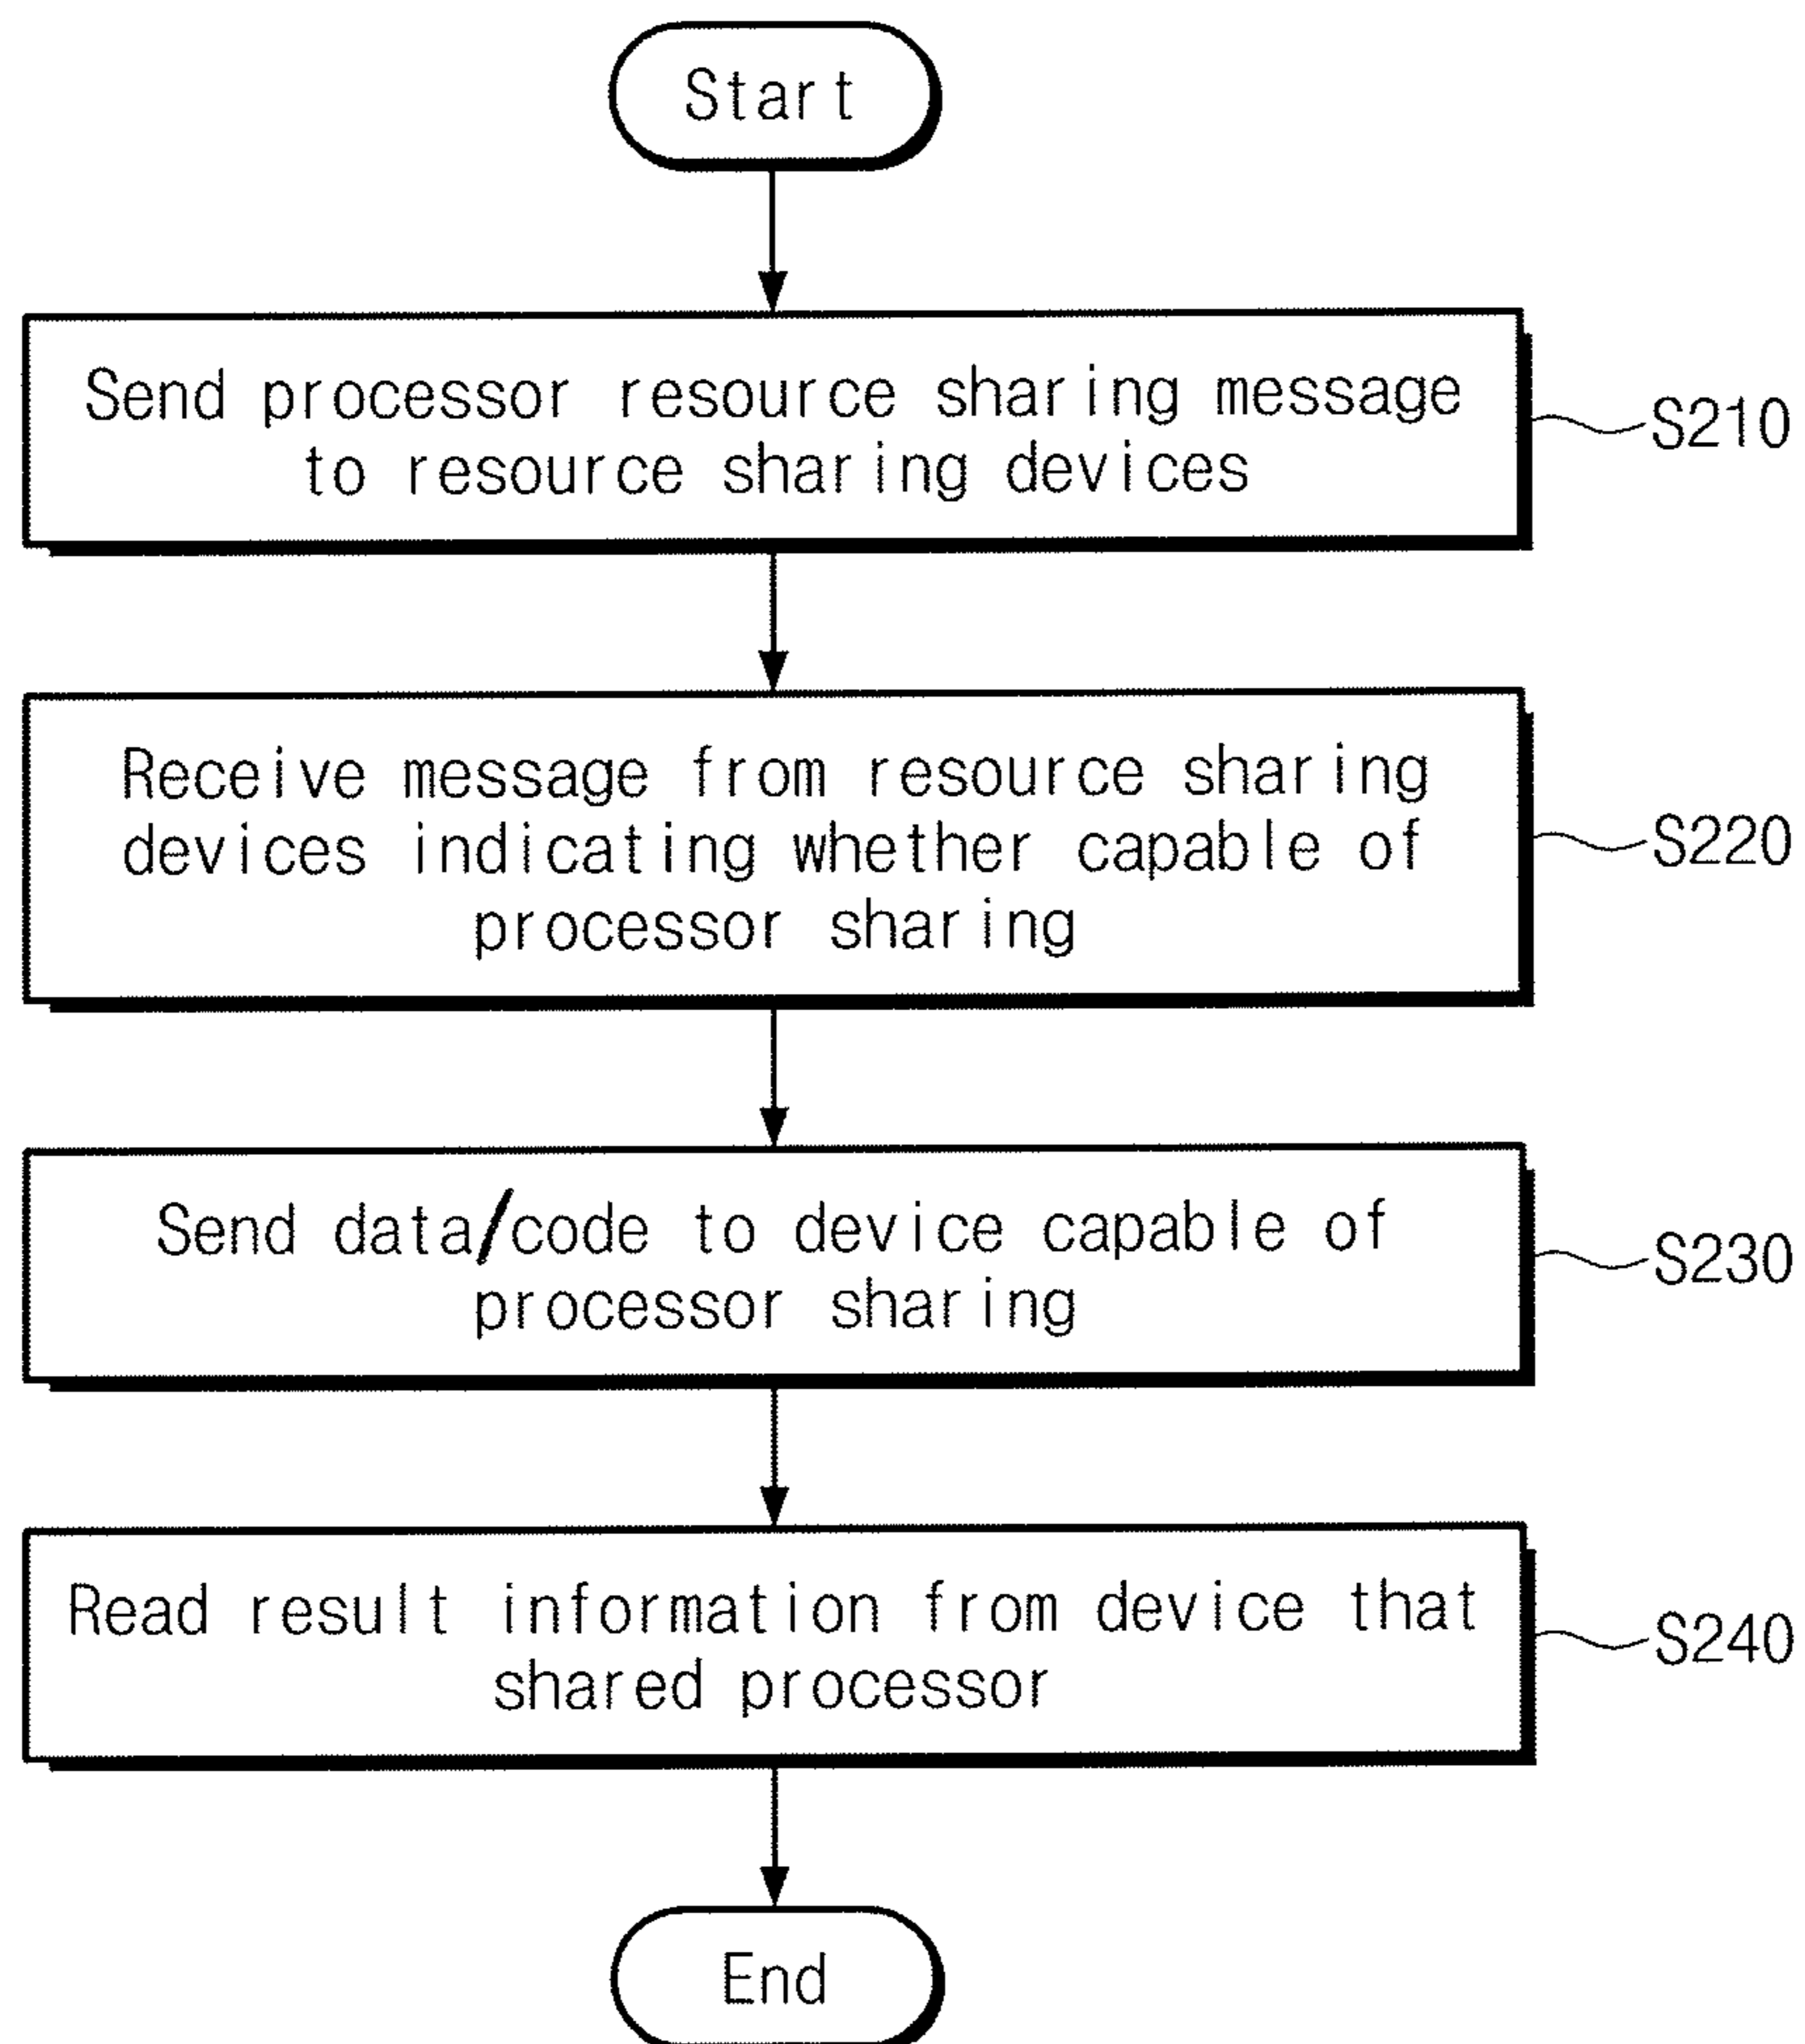 Start
Send processor resource sharing message
to resource sharing devices
S210
Receive message from resource sharing
devices indicating whether capable of
processor sharing
S220
Send data/code to device capable of
processor sharing
S230
Read result information from device that
shared processor
S240
End